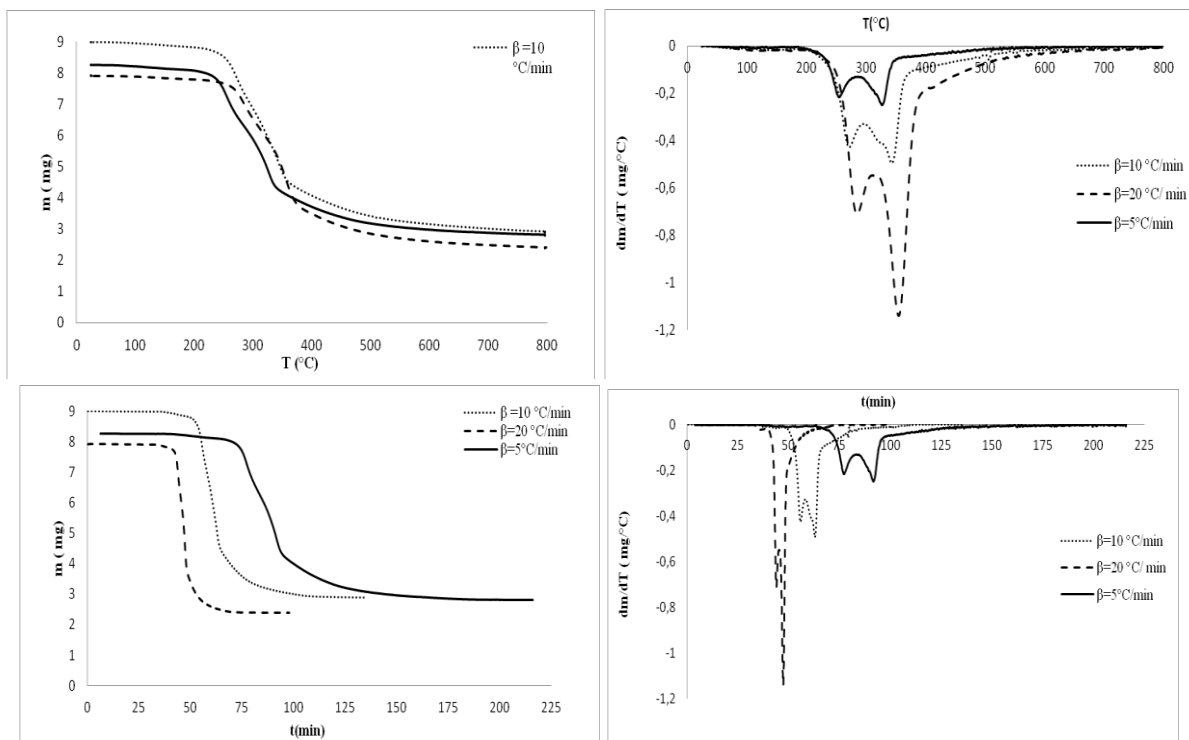 9
8
7
6
5
4
3
2
1
0
m ( mg)
0 100 200 300 400 500 600 700 800
T (°C)
β =10
°C/min
T(°C)
0
-0,2
-0,4
-0,6
-0,8
-1
-1,2
dm/dT ( mg/°C)
0 100 200 300 400 500 600 700 800
β=10 °C/min
β=20 °C/ min
β=5°C/min
9
8
7
6
5
4
3
2
1
0
m ( mg)
0 25 50 75 100 125 150 175 200 225
t(min)
β =10 °C/min
β=20 °C/min
β=5°C/min
t(min)
0
-0,2
-0,4
-0,6
-0,8
-1
-1,2
dm/dT ( mg/°C)
0 25 50 75 100 125 150 175 200 225
β=10 °C/min
β=20 °C/ min
β=5°C/min